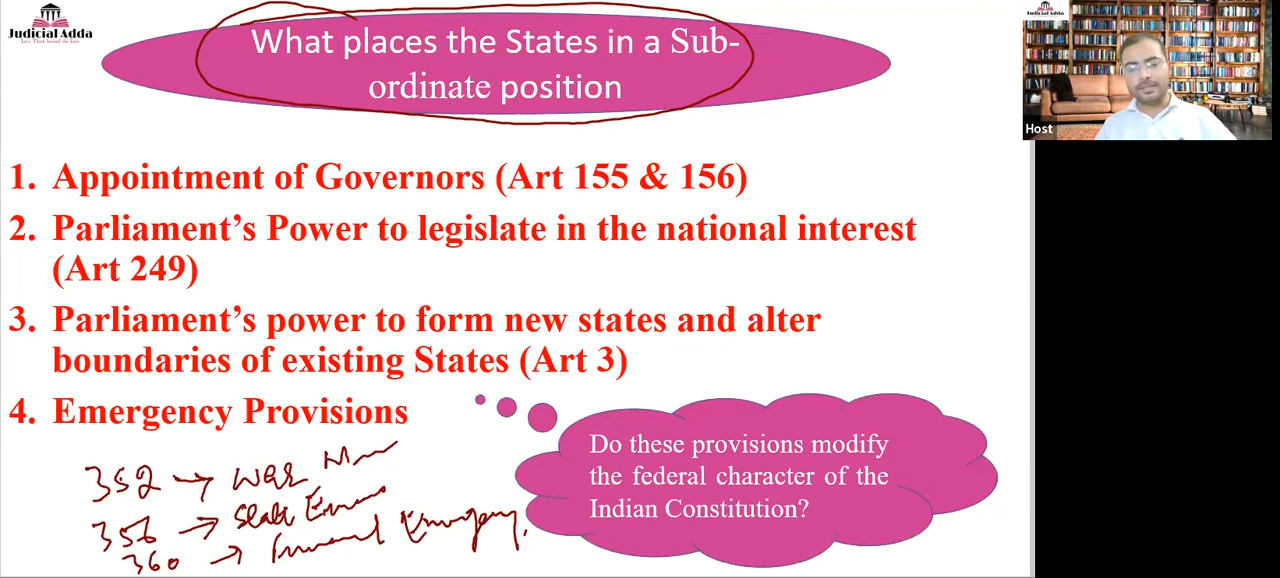 Judicial Adda
What places the States in a Sub-
ordinate position
Host
1. Appointment of Governors (Art 155 & 156)
2. Parliament's Power to legislate in the national interest
(Art 249)
3. Parliament's power to form new states and alter
boundaries of existing States (Art 3)
4. Emergency Provisions
352 → War
356 → State
360 → Emergency
Do these provisions modify
the federal character of the
Indian Constitution?